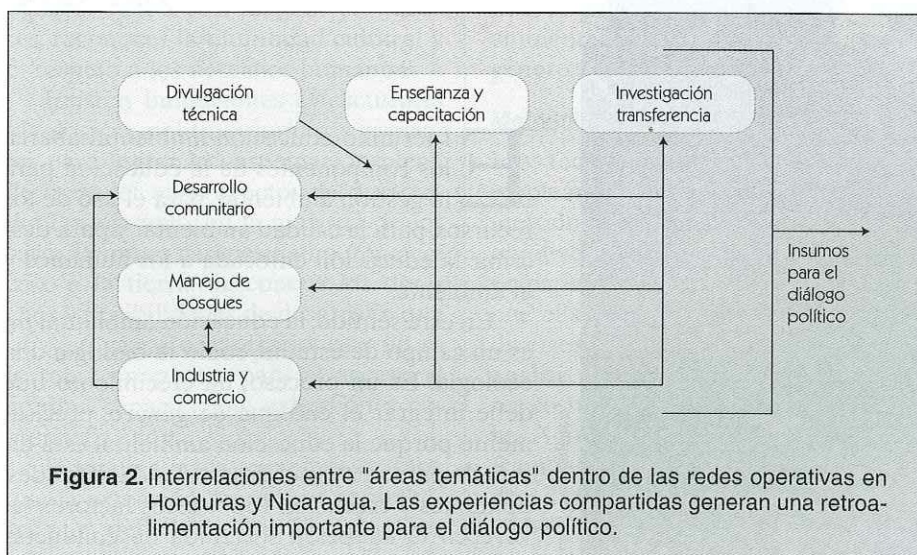 Divulgación
técnica
Enseñanza y
capacitación
Investigación
transferencia
Desarrollo
comunitario
Manejo de
bosques
Industria y
comercio
Insumos
para el
diálogo
político
Figura 2. Interrelaciones entre "áreas temáticas" dentro de las redes operativas en
Honduras y Nicaragua. Las experiencias compartidas generan una retroa-
limentación importante para el diálogo político.